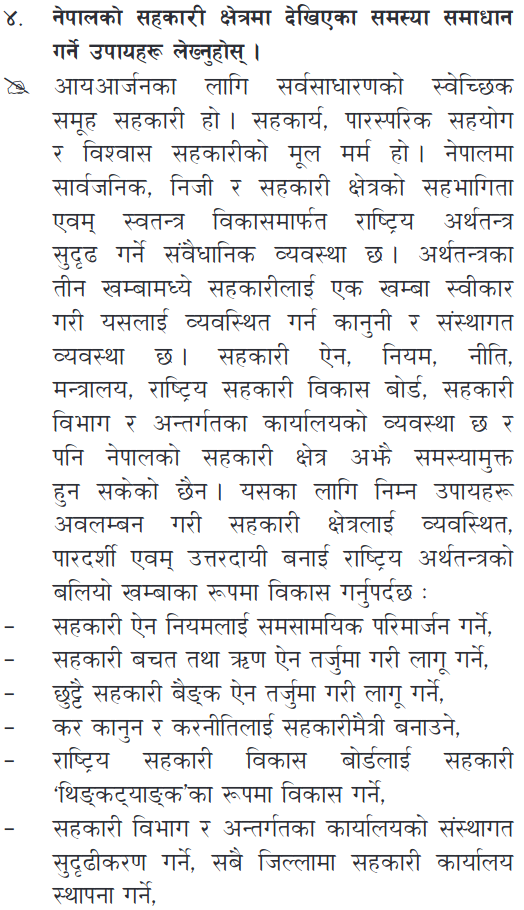 ४. नेपालको सहकारी क्षेत्रमा देखिएका समस्या समाधान
गर्ने उपायहरू लेख्नुहोस् ।
आयआर्जनका लागि सर्वसाधारणको स्वेच्छिक
समूह सहकारी हो । सहकार्य, पारस्परिक सहयोग
र विश्वास सहकारीको मूल मर्म हो । नेपालमा
सार्वजनिक, निजी र सहकारी क्षेत्रको सहभागिता
एवम् स्वतन्त्र विकासमार्फत राष्ट्रिय अर्थतन्त्र
सुदृढ गर्ने संवैधानिक व्यवस्था छ । अर्थतन्त्रका
तीन खम्बामध्ये सहकारीलाई एक खम्बा स्वीकार
गरी यसलाई व्यवस्थित गर्न कानुनी र संस्थागत
व्यवस्था छ । सहकारी ऐन, नियम, नीति,
मन्त्रालय, राष्ट्रिय सहकारी विकास बोर्ड, सहकारी
विभाग र अन्तर्गतका कार्यालयको व्यवस्था छ र
पनि नेपालको सहकारी क्षेत्र अझै समस्यामुक्त
हुन सकेको छैन । यसका लागि निम्न उपायहरू
अवलम्बन गरी सहकारी क्षेत्रलाई व्यवस्थित,
पारदर्शी एवम् उत्तरदायी बनाई राष्ट्रिय अर्थतन्त्रको
बलियो खम्बाका रूपमा विकास गर्नुपर्दछ :
– सहकारी ऐन नियमलाई समसामयिक परिमार्जन गर्ने,
– सहकारी बचत तथा ऋण ऐन तर्जुमा गरी लागू गर्ने,
– छुट्टै सहकारी बैङ्क ऐन तर्जुमा गरी लागू गर्ने,
– कर कानुन र करनीतिलाई सहकारीमैत्री बनाउने,
– राष्ट्रिय सहकारी विकास बोर्डलाई सहकारी
‘थिङ्कट्याङ्क’का रूपमा विकास गर्ने,
– सहकारी विभाग र अन्तर्गतका कार्यालयको संस्थागत
सुदृढीकरण गर्ने, सबै जिल्लामा सहकारी कार्यालय
स्थापना गर्ने,